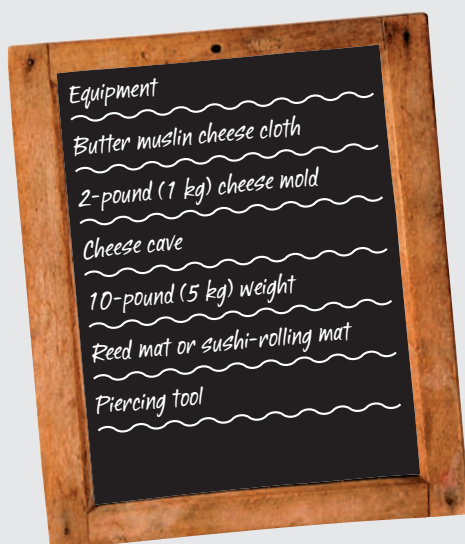 Equipment
Butter muslin cheese cloth
2-pound (1 kg) cheese mold
Cheese cave
10-pound (5 kg) weight
Reed mat or sushi-rolling mat
Piercing tool